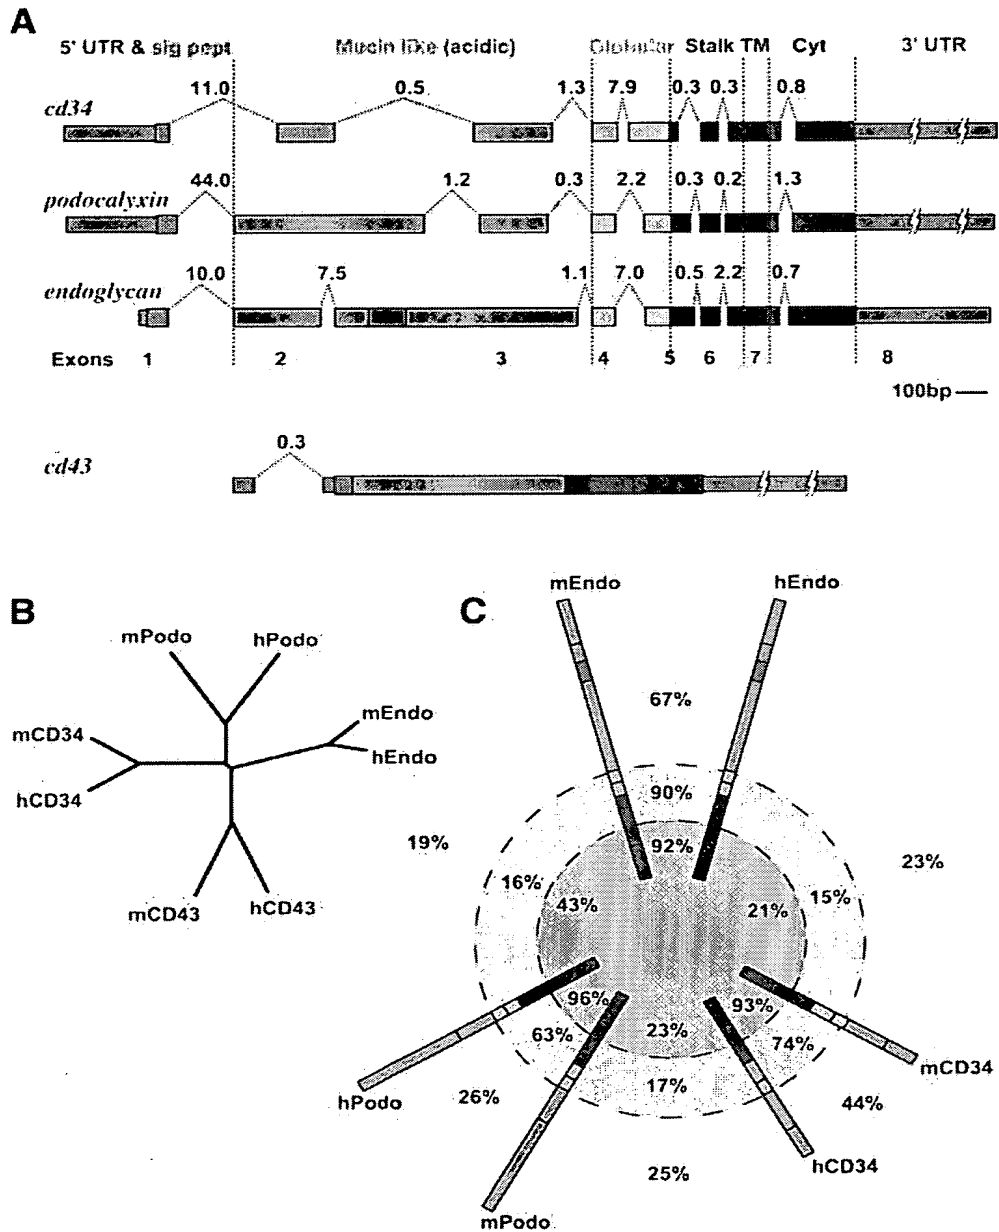 A
5' UTR & sig pept Mucin like (acidic) Globular Stalk TM Cyt 3' UTR
cd34 11.0 0.5 1.3 7.9 0.3 0.3 0.8
podocalyxin 44.0 1.2 0.3 2.2 0.3 0.2 1.3
endoglycan 10.0 7.5 1.1 7.0 0.5 2.2 0.7
Exons 1 2 3 4 5 6 7 8
100bp
cd43 0.3
B
mPodo hPodo
mCD34 mEndo
hCD34 hEndo
mCD43 hCD43
C
mEndo hEndo
67%
90%
92%
19% 23%
16% 15%
43% 21%
96% 93%
63% 23% 74%
17%
26% 44%
25%
hPodo mCD34
mPodo hCD34